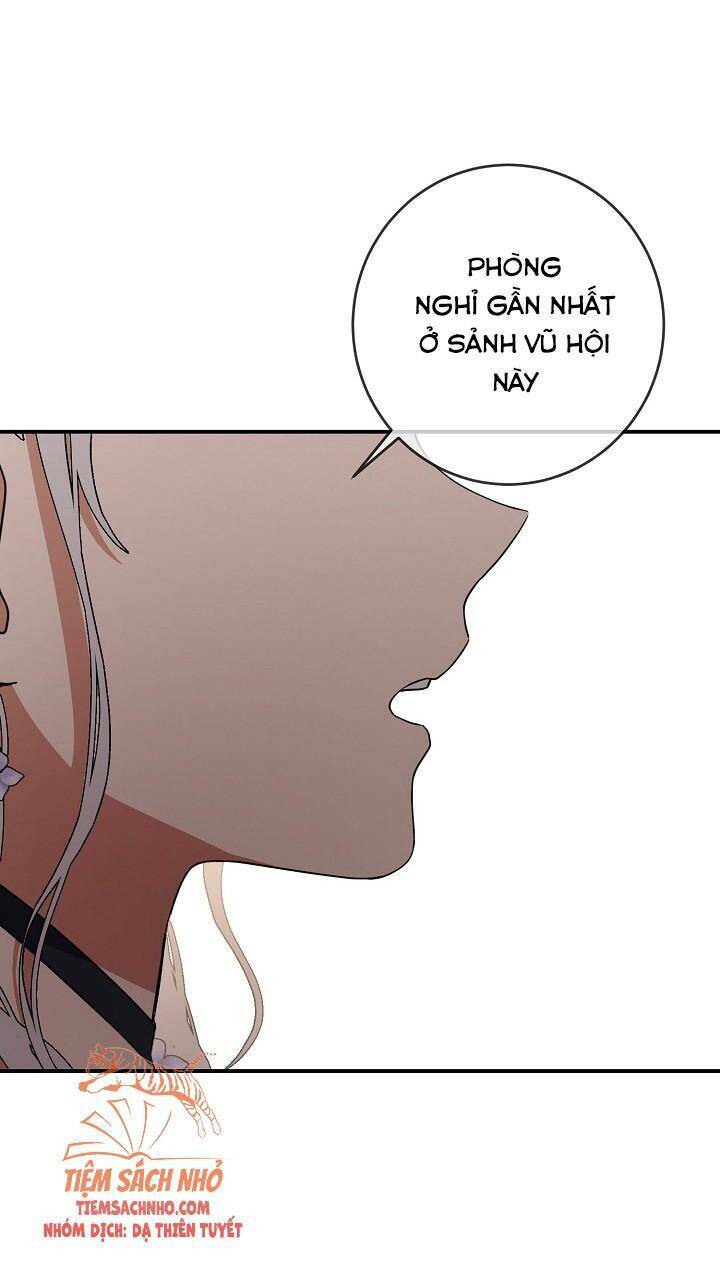 PHÒNG
NGHỈ GẦN NHẤT
Ở SẢNH VŨ HỘI
NÀY
TIỆM SÁCH NHỎ
TIEMSACHNHO.COM
NHÓM DỊCH: DẠ THIÊN TUYẾT